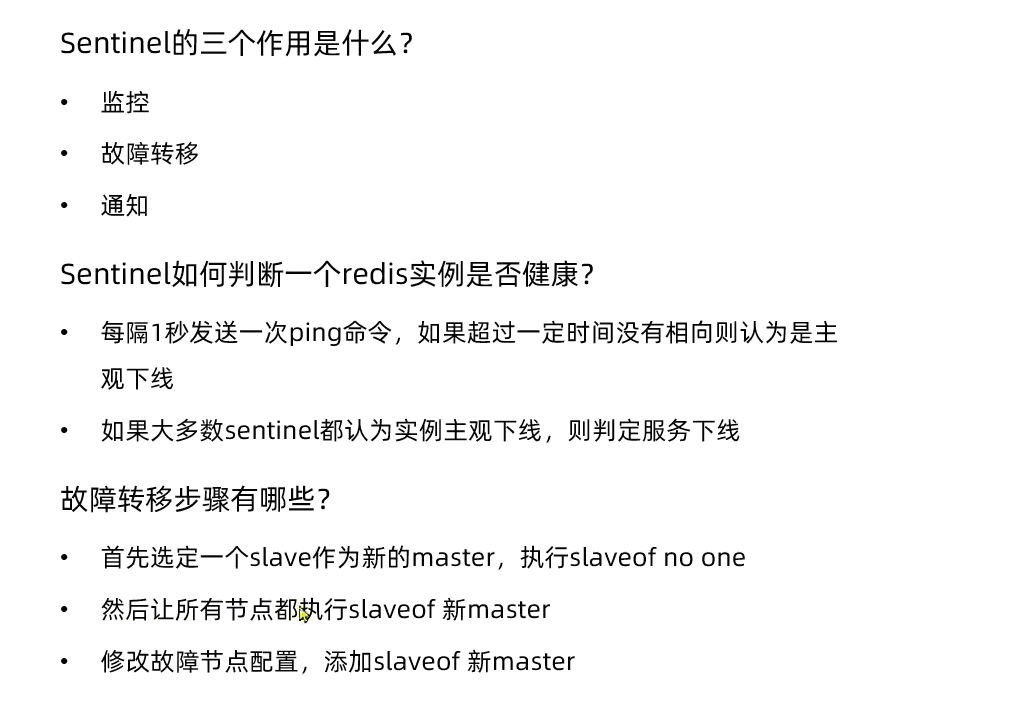 Sentinel的三个作用是什么？
• 监控
• 故障转移
• 通知
Sentinel如何判断一个redis实例是否健康？
• 每隔1秒发送一次ping命令，如果超过一定时间没有相向则认为是主
观下线
• 如果大多数sentinel都认为实例主观下线，则判定服务下线
故障转移步骤有哪些？
• 首先选定一个slave作为新的master，执行slaveof no one
• 然后让所有节点都执行slaveof 新master
• 修改故障节点配置，添加slaveof 新master